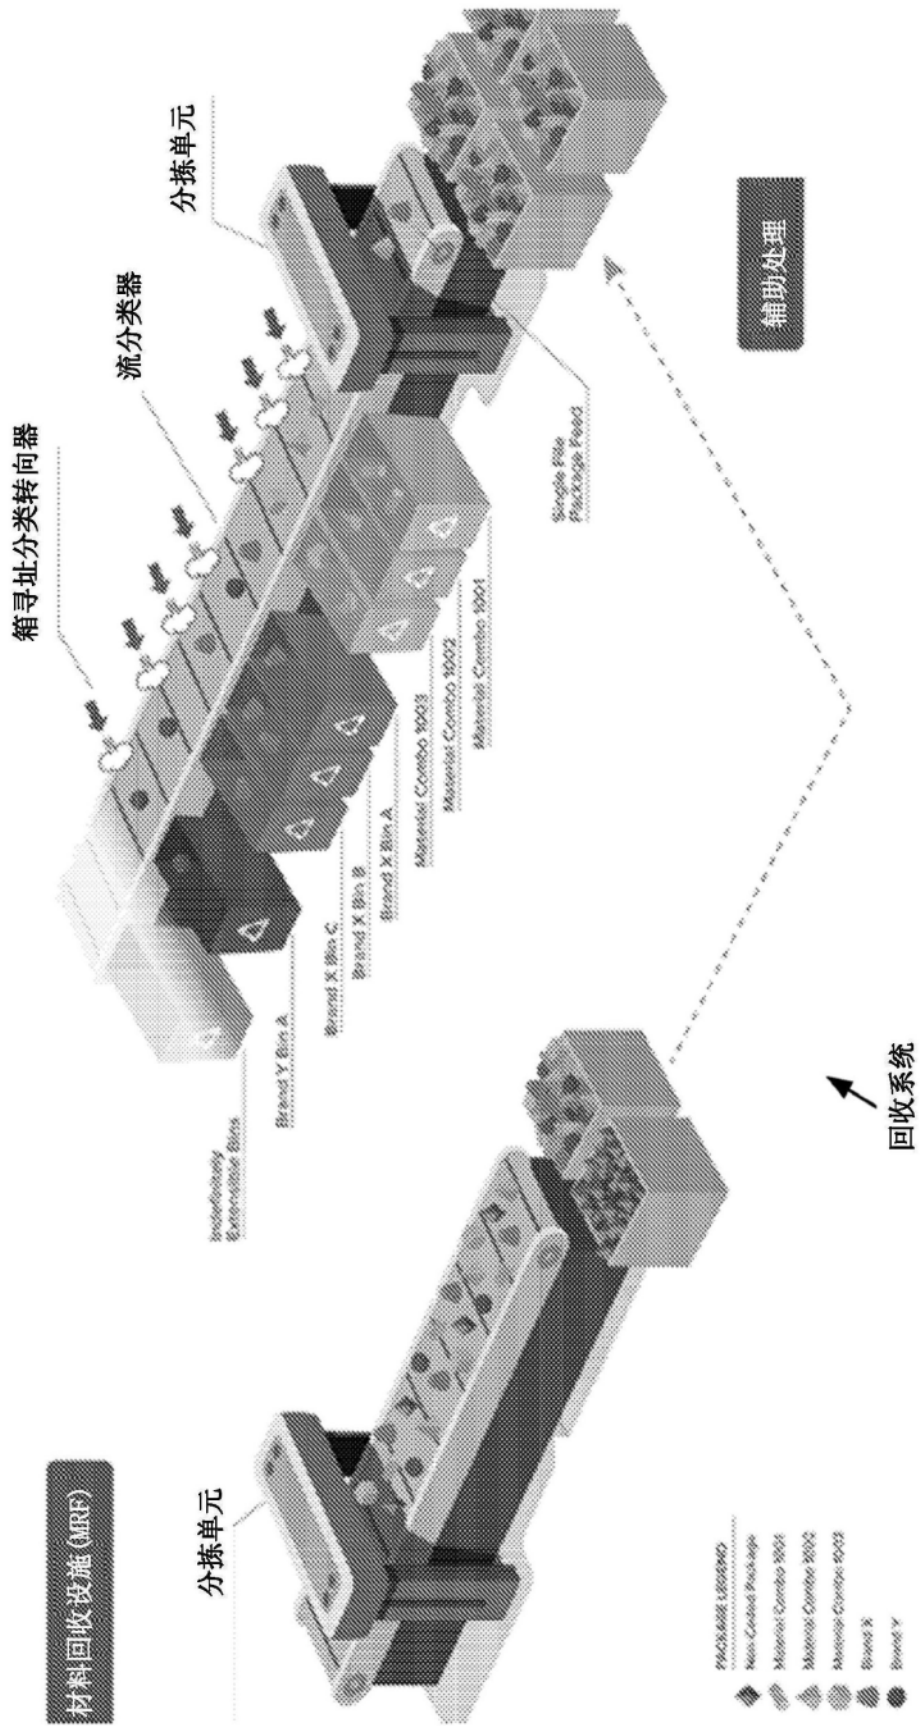 材料回收设施(MRF)
分拣单元
箱寻址分类转向器
流分类器
分拣单元
Indefinitely
Extensible Bins
Brand Y Bin A
Brand X Bin C
Brand X Bin B
Brand X Bin A
Material Combo 1003
Material Combo 1002
Material Combo 1001
Single File
Package Feed
辅助处理
回收系统
PACKAGE LEGEND
Non-Coded Package
Material Combo 1001
Material Combo 1002
Material Combo 1003
Brand X
Brand Y